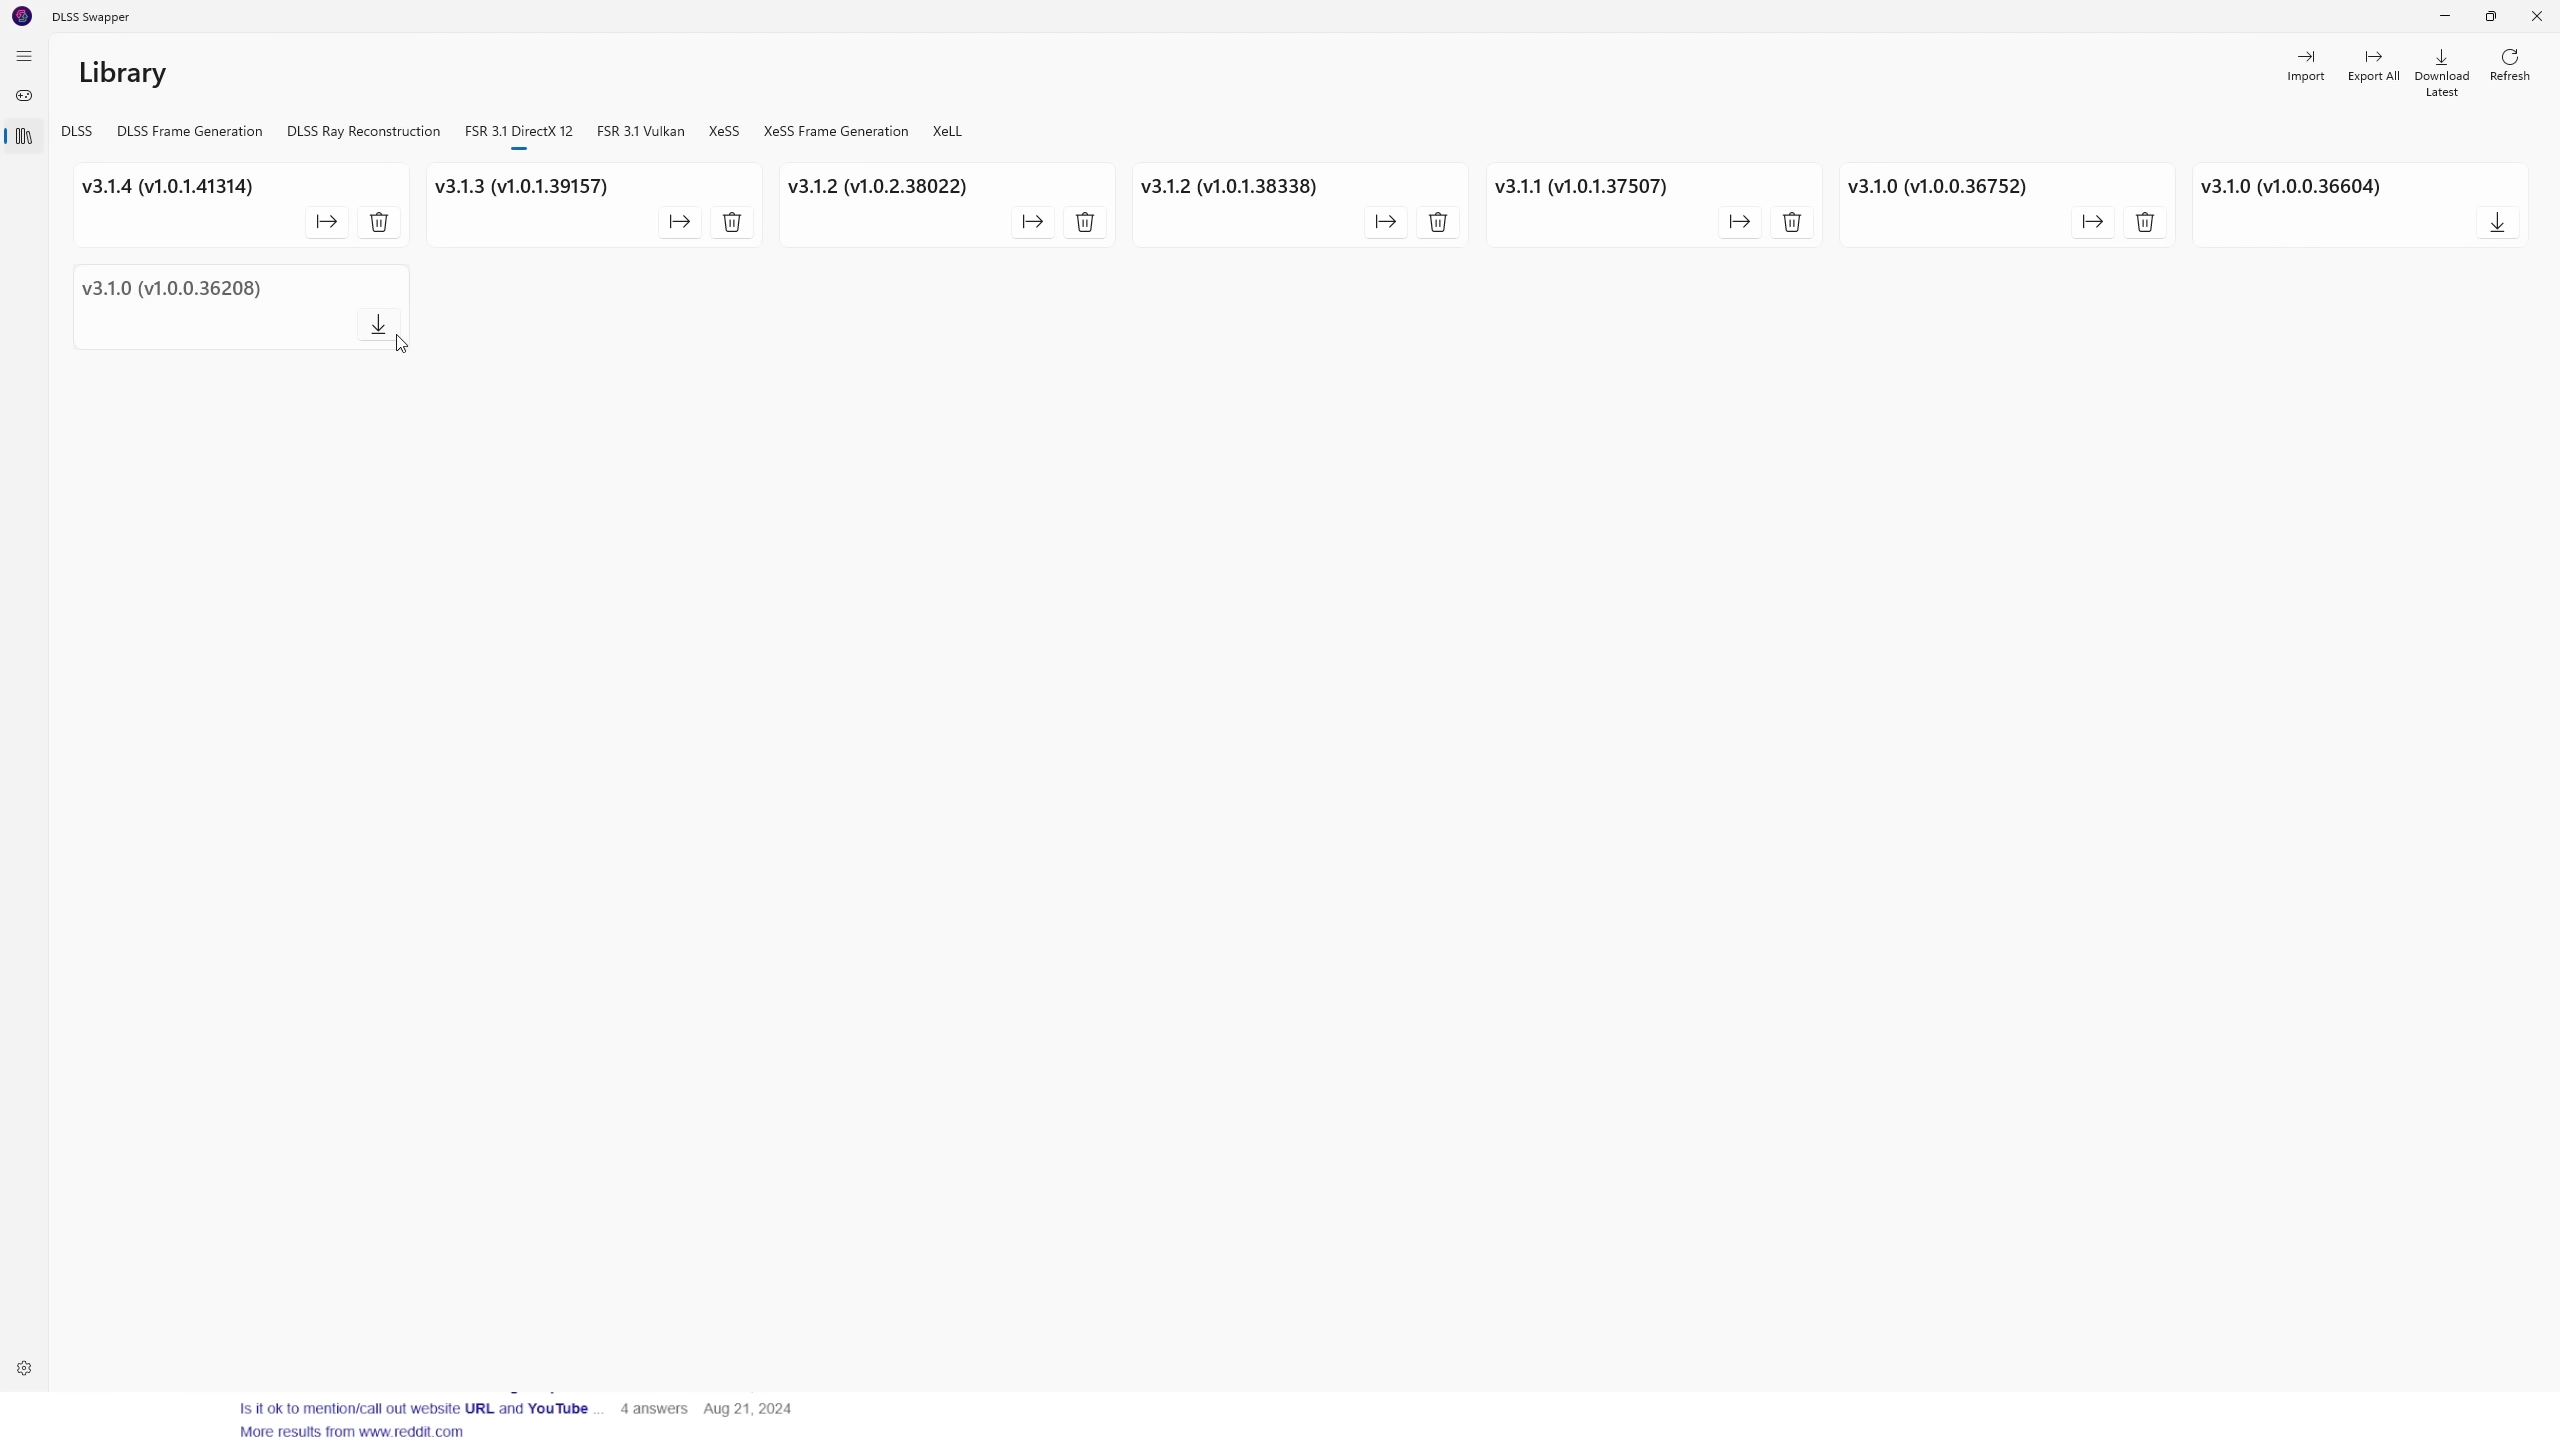 DLSS Swapper
Library
Import
Export All
Download Latest
Refresh
DLSS
DLSS Frame Generation
DLSS Ray Reconstruction
FSR 3.1 DirectX 12
FSR 3.1 Vulkan
XeSS
XeSS Frame Generation
XeLL
v3.1.4 (v1.0.1.41314)
v3.1.3 (v1.0.1.39157)
v3.1.2 (v1.0.2.38022)
v3.1.2 (v1.0.1.38338)
v3.1.1 (v1.0.1.37507)
v3.1.0 (v1.0.0.36752)
v3.1.0 (v1.0.0.36604)
v3.1.0 (v1.0.0.36208)
Is it ok to mention/call out website URL and YouTube ... 4 answers Aug 21, 2024
More results from www.reddit.com